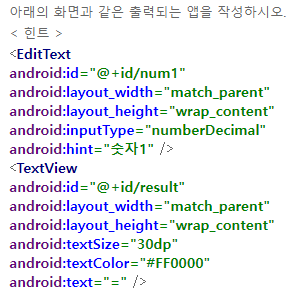 아래의 화면과 같은 출력되는 앱을 작성하시오.
< 힌트 >
<EditText
android:id="@+id/num1"
android:layout_width="match_parent"
android:layout_height="wrap_content"
android:inputType="numberDecimal"
android:hint="숫자1" />
<TextView
android:id="@+id/result"
android:layout_width="match_parent"
android:layout_height="wrap_content"
android:textSize="30dp"
android:textColor="#FF0000"
android:text="=" />